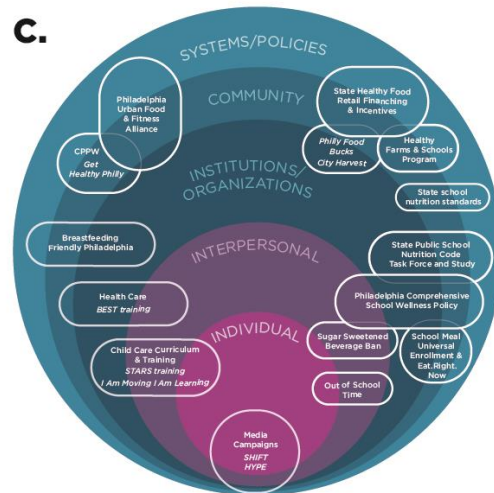 C.
SYSTEMS/POLICIES
COMMUNITY
INSTITUTIONS/
ORGANIZATIONS
INTERPERSONAL
INDIVIDUAL
Philadelphia
Urban Food
& Fitness
Alliance
CPPW
Get
Healthy Philly
Breastfeeding
Friendly Philadelphia
Health Care
BEST training
Child Care Curriculum
& Training
STARS training
I Am Moving I Am Learning
Media
Campaigns
SHIFT
HYPE
State Healthy Food
Retail Finanching
& Incentives
Philly Food
Bucks
City Harvest
Healthy
Farms & Schools
Program
State school
nutrition standards
State Public School
Nutrition Code
Task Force and Study
Philadelphia Comprehensive
School Wellness Policy
Sugar Sweetened
Beverage Ban
School Meal
Universal
Enrollment &
Eat.Right.
Now
Out of School
Time